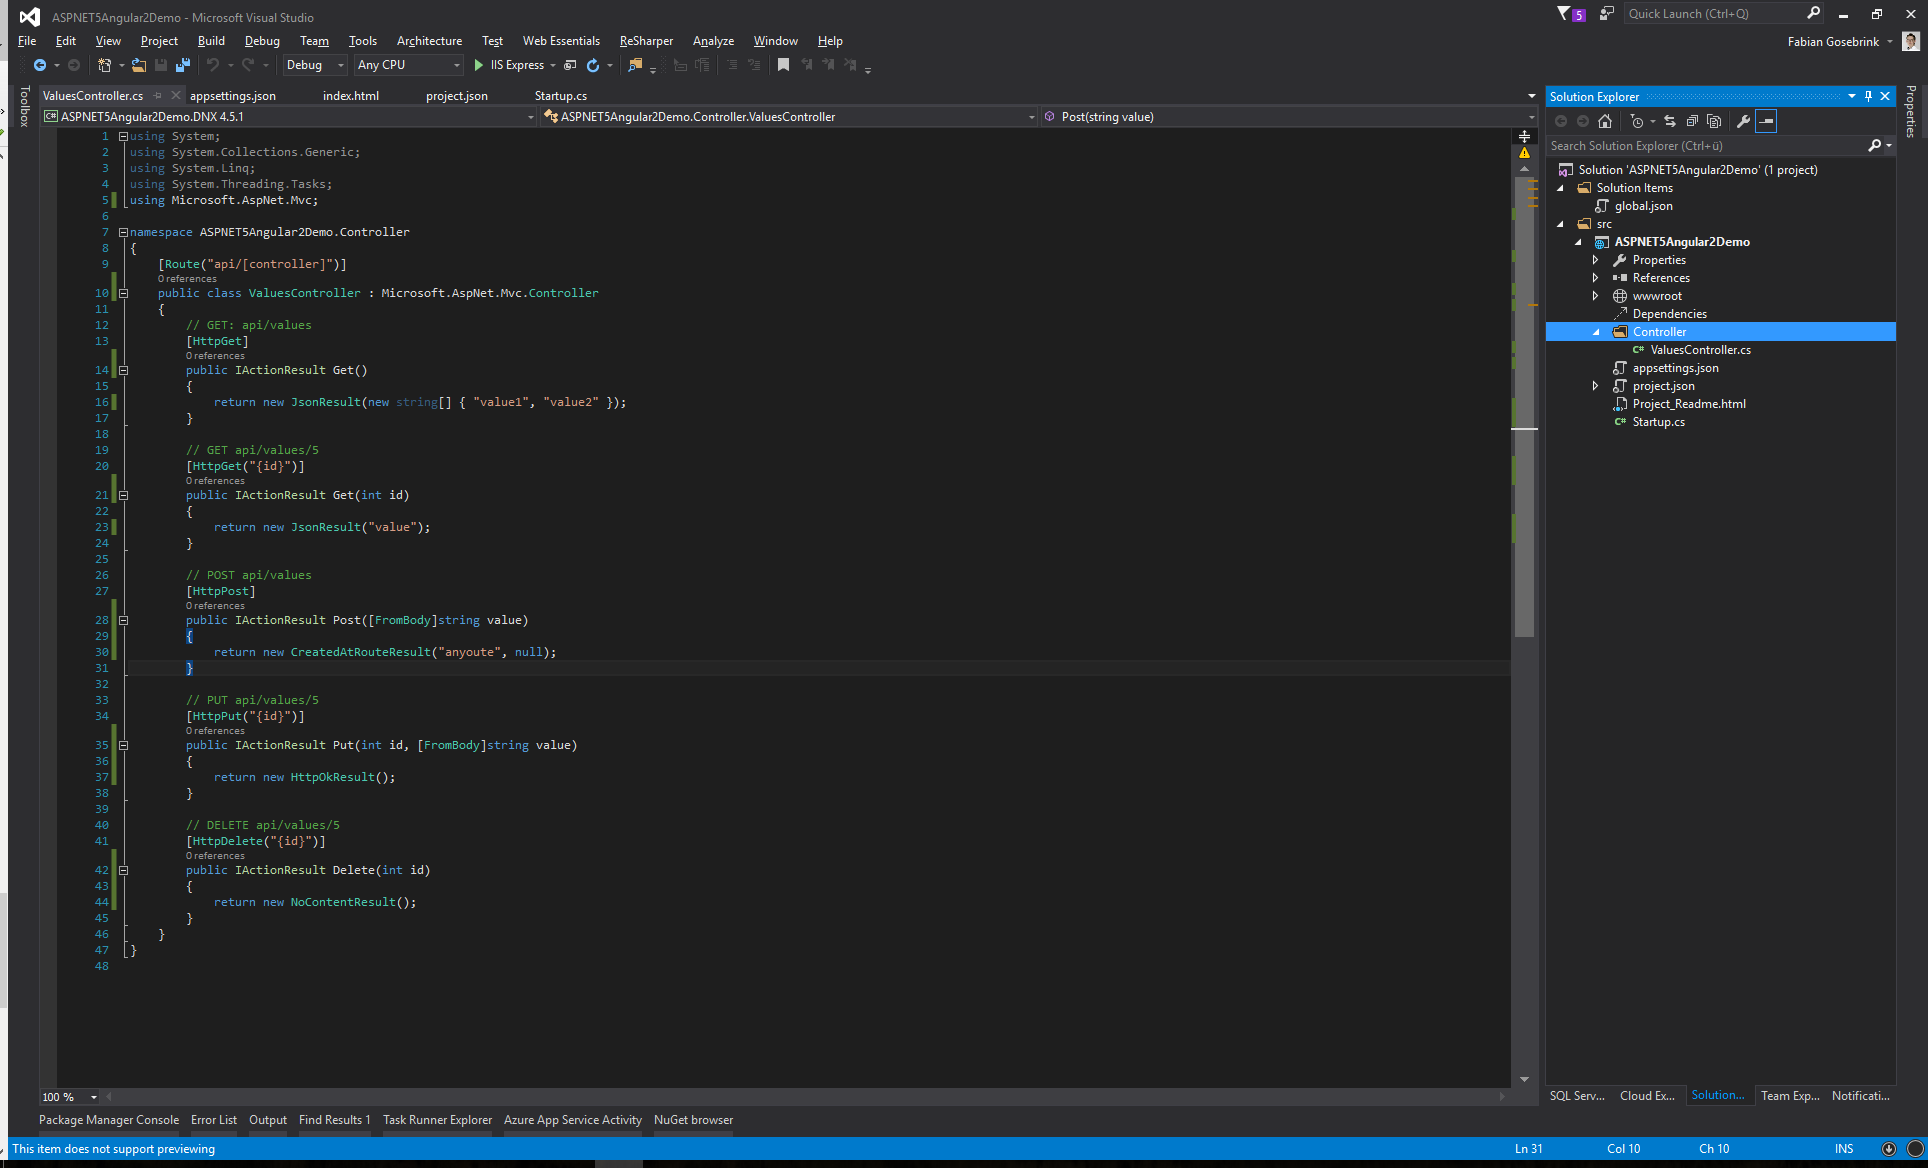 ASPNET5Angular2Demo - Microsoft Visual Studio
5
Quick Launch (Ctrl+Q)
File Edit View Project Build Debug Team Tools Architecture Test Web Essentials ReSharper Analyze Window Help
Fabian Gosebrink
Debug Any CPU IIS Express
Toolbox
ValuesController.cs appsettings.json index.html project.json Startup.cs
C# ASPNET5Angular2Demo.DNX 4.5.1 ASPNET5Angular2Demo.Controller.ValuesController Post(string value)
1 using System;
2 using System.Collections.Generic;
3 using System.Linq;
4 using System.Threading.Tasks;
5 using Microsoft.AspNet.Mvc;
6
7 namespace ASPNET5Angular2Demo.Controller
8 {
9 [Route("api/[controller]")]
0 references
10 public class ValuesController : Microsoft.AspNet.Mvc.Controller
11 {
12 // GET: api/values
13 [HttpGet]
0 references
14 public IActionResult Get()
15 {
16 return new JsonResult(new string[] { "value1", "value2" });
17 }
18
19 // GET api/values/5
20 [HttpGet("{id}")]
0 references
21 public IActionResult Get(int id)
22 {
23 return new JsonResult("value");
24 }
25
26 // POST api/values
27 [HttpPost]
0 references
28 public IActionResult Post([FromBody]string value)
29 {
30 return new CreatedAtRouteResult("anyoute", null);
31 }
32
33 // PUT api/values/5
34 [HttpPut("{id}")]
0 references
35 public IActionResult Put(int id, [FromBody]string value)
36 {
37 return new HttpOkResult();
38 }
39
40 // DELETE api/values/5
41 [HttpDelete("{id}")]
0 references
42 public IActionResult Delete(int id)
43 {
44 return new NoContentResult();
45 }
46 }
47 }
48
100 %
Solution Explorer
Search Solution Explorer (Ctrl+ü)
Solution 'ASPNET5Angular2Demo' (1 project)
Solution Items
global.json
src
ASPNET5Angular2Demo
Properties
References
wwwroot
Dependencies
Controller
C# ValuesController.cs
appsettings.json
project.json
Project_Readme.html
C# Startup.cs
Properties
SQL Serv... Cloud Ex... Solution... Team Exp... Notificati...
Package Manager Console Error List Output Find Results 1 Task Runner Explorer Azure App Service Activity NuGet browser
This item does not support previewing Ln 31 Col 10 Ch 10 INS